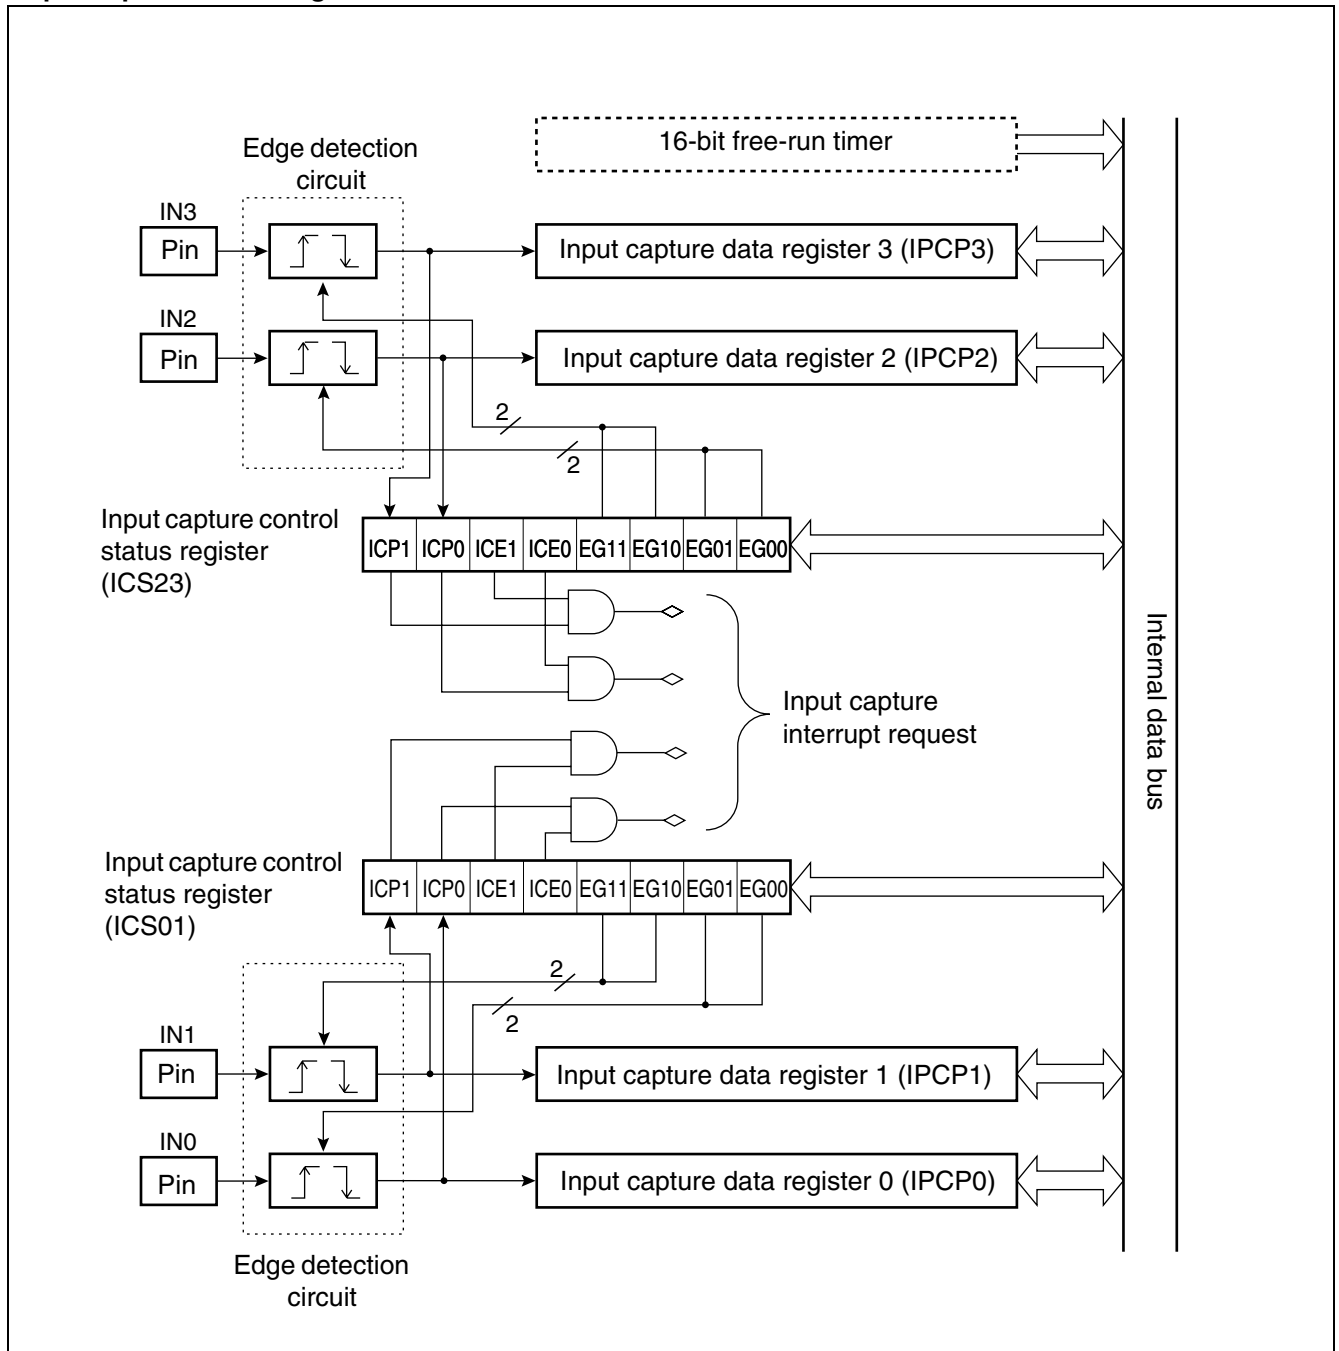 16-bit free-run timer
Edge detection
circuit
IN3
Pin
Input capture data register 3 (IPCP3)
IN2
Pin
Input capture data register 2 (IPCP2)
2
2
Input capture control
status register
(ICS23)
ICP1 ICP0 ICE1 ICE0 EG11 EG10 EG01 EG00
Input capture
interrupt request
Internal data bus
Input capture control
status register
(ICS01)
ICP1 ICP0 ICE1 ICE0 EG11 EG10 EG01 EG00
2
2
IN1
Pin
Input capture data register 1 (IPCP1)
IN0
Pin
Input capture data register 0 (IPCP0)
Edge detection
circuit